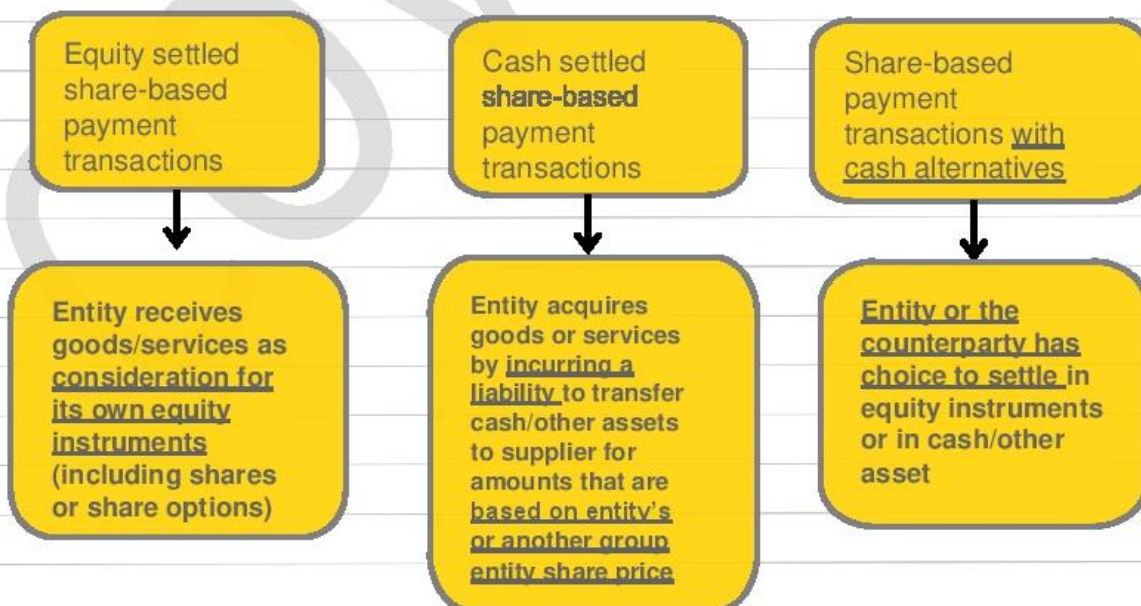 Equity settled
share-based
payment
transactions
Entity receives
goods/services as
consideration for
its own equity
instruments
(including shares
or share options)
Cash settled
share-based
payment
transactions
Entity acquires
goods or services
by incurring a
liability to transfer
cash/other assets
to supplier for
amounts that are
based on entity's
or another group
entity share price
Share-based
payment
transactions with
cash alternatives
Entity or the
counterparty has
choice to settle in
equity instruments
or in cash/other
asset